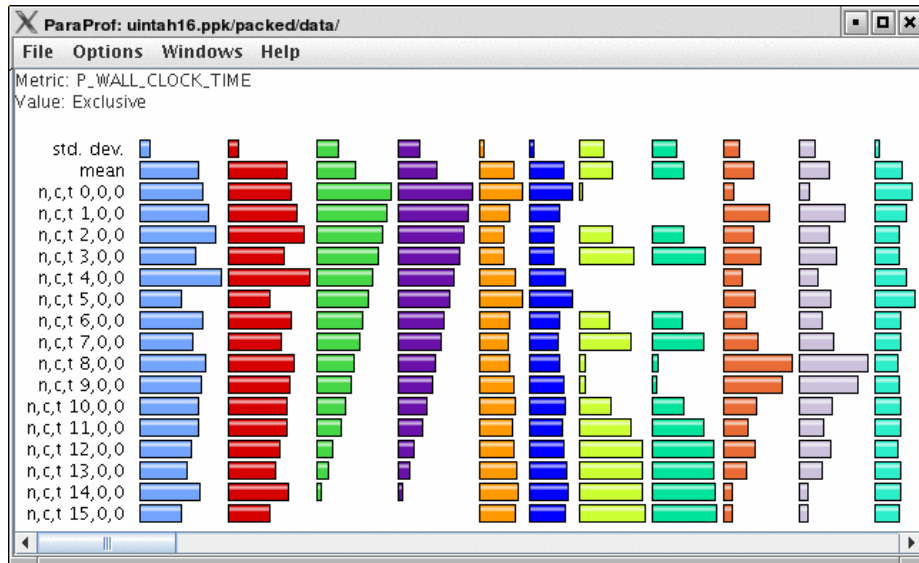 ParaProf: uintah16.ppk/packed/data/
File Options Windows Help
Metric: P_WALL_CLOCK_TIME
Value: Exclusive
std. dev.
mean
n,c,t 0,0,0
n,c,t 1,0,0
n,c,t 2,0,0
n,c,t 3,0,0
n,c,t 4,0,0
n,c,t 5,0,0
n,c,t 6,0,0
n,c,t 7,0,0
n,c,t 8,0,0
n,c,t 9,0,0
n,c,t 10,0,0
n,c,t 11,0,0
n,c,t 12,0,0
n,c,t 13,0,0
n,c,t 14,0,0
n,c,t 15,0,0